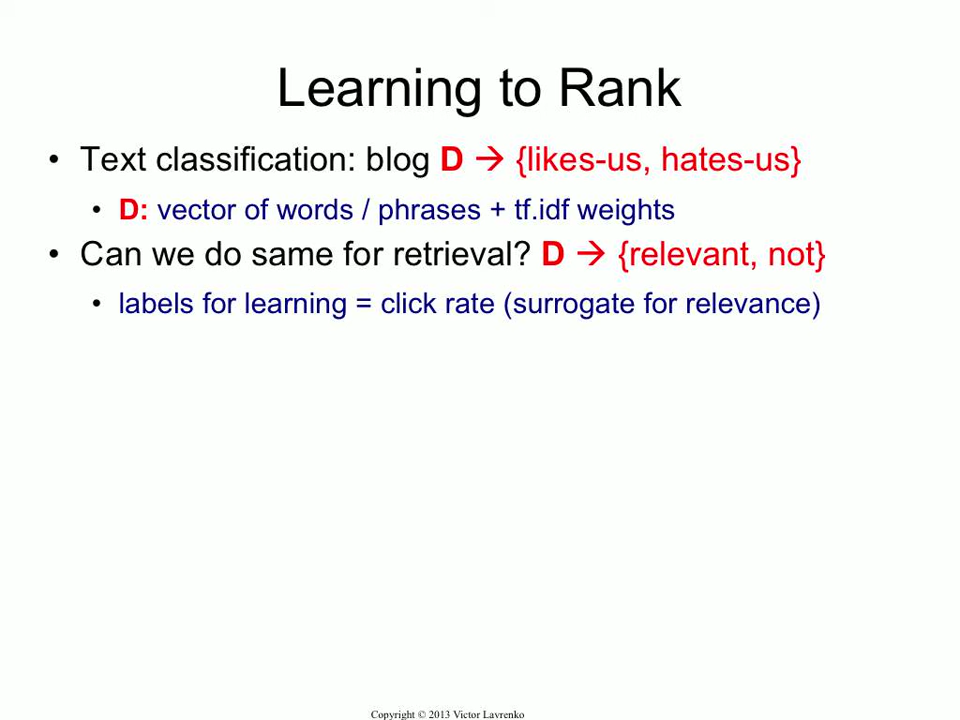 Learning to Rank
• Text classification: blog D → {likes-us, hates-us}
• D: vector of words / phrases + tf.idf weights
• Can we do same for retrieval? D → {relevant, not}
• labels for learning = click rate (surrogate for relevance)
Copyright © 2013 Victor Lavrenko